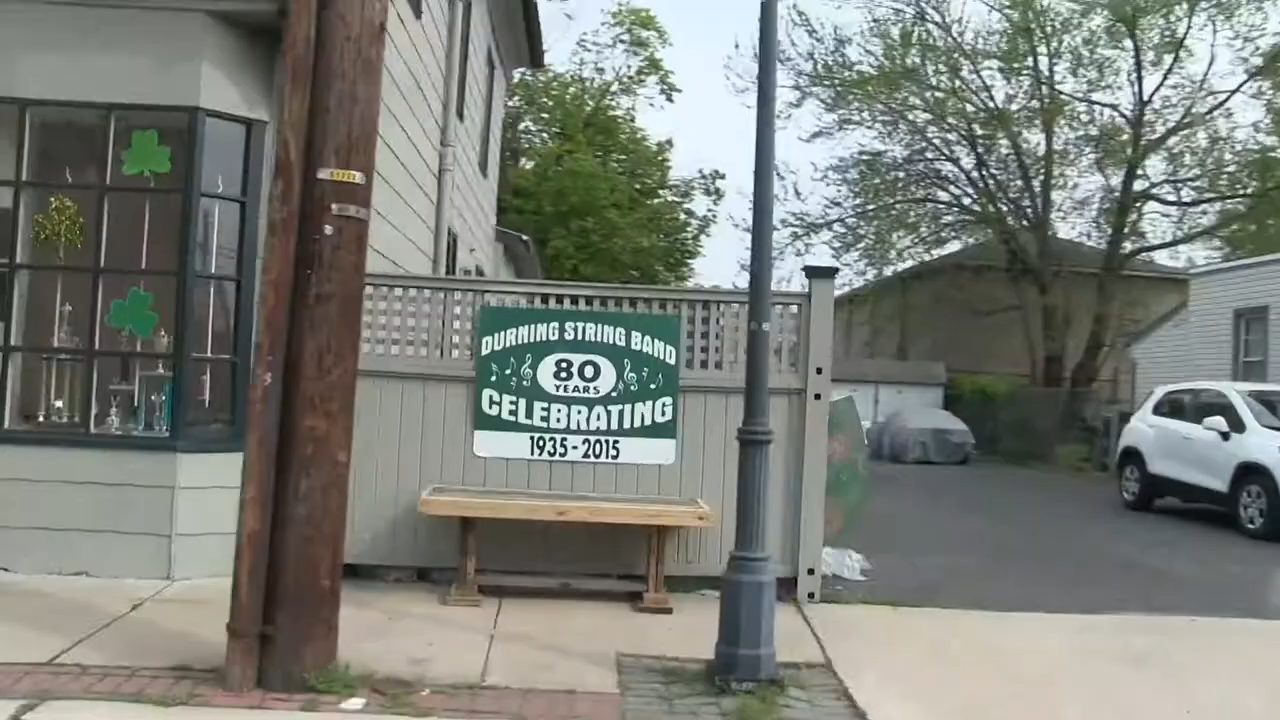 DURNING STRING BAND
80
YEARS
CELEBRATING
1935-2015